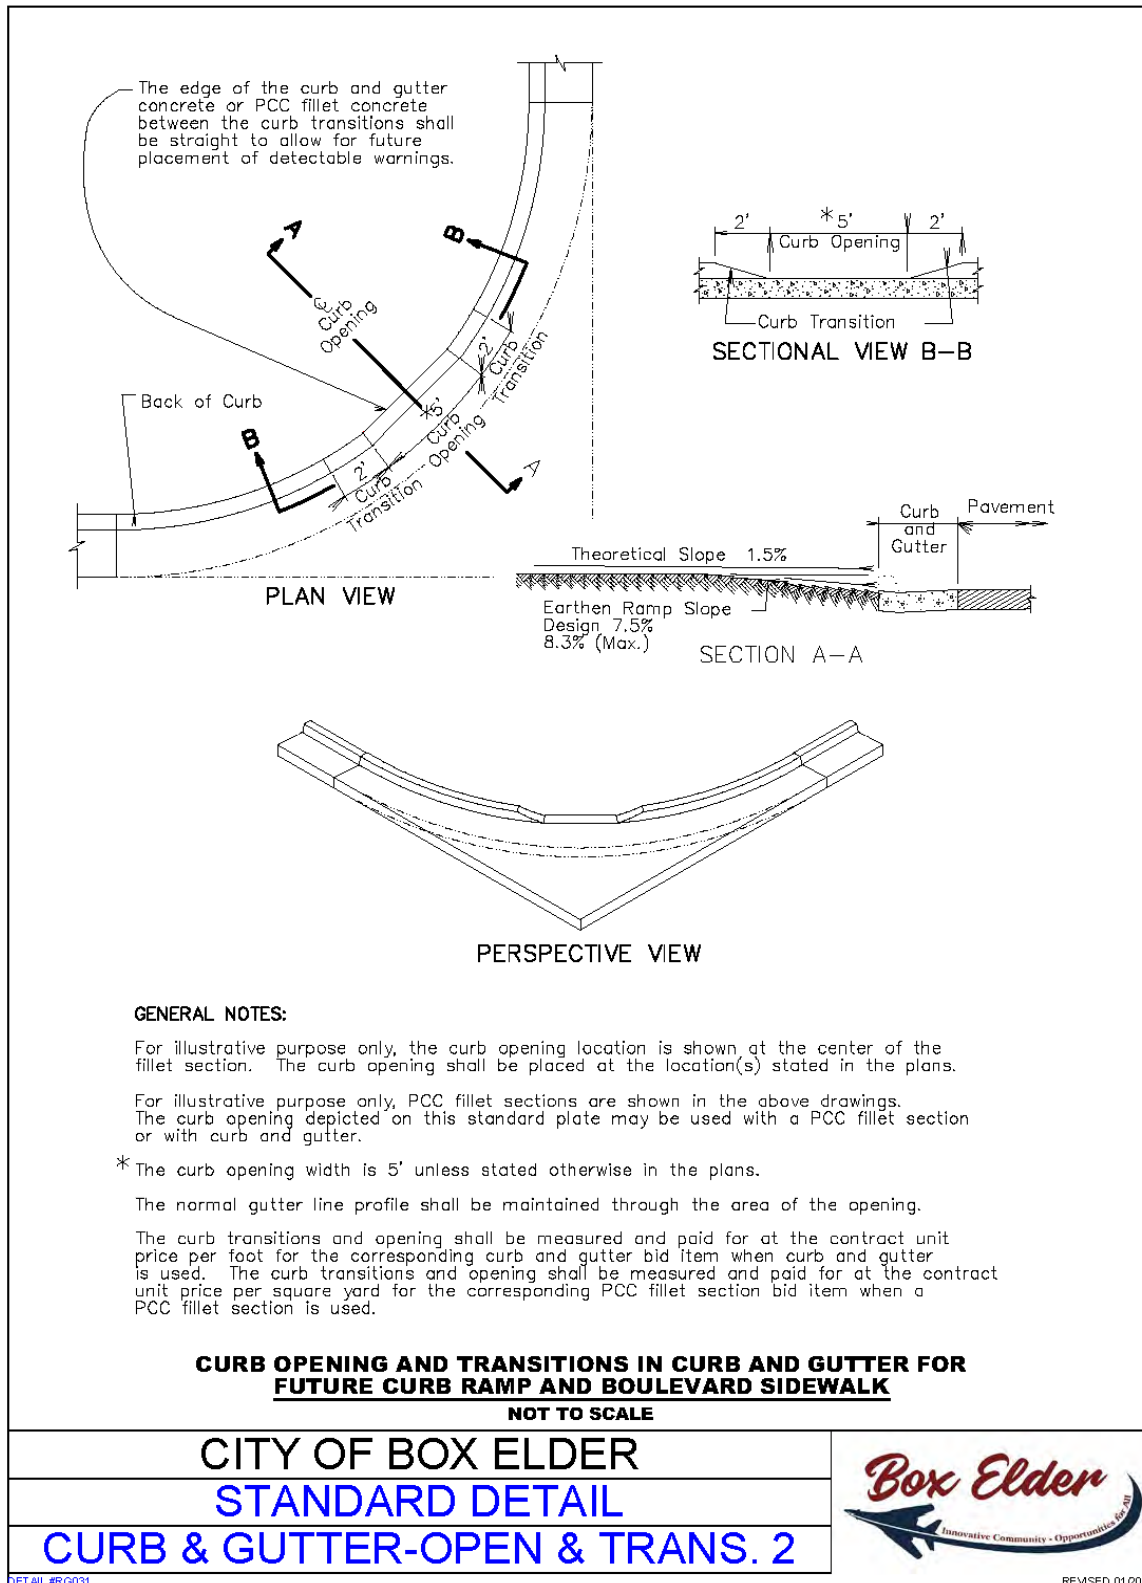 The edge of the curb and gutter
concrete or PCC fillet concrete
between the curb transitions shall
be straight to allow for future
placement of detectable warnings.
A
B
℄
Curb
Opening
2'
Curb
Transition
*5'
Curb
Opening
Back of Curb
B
2'
Curb
Transition
A
PLAN VIEW
2'
*5'
2'
Curb Opening
Curb Transition
SECTIONAL VIEW B-B
Curb
and
Gutter
Pavement
Theoretical Slope 1.5%
Earthen Ramp Slope
Design 7.5%
8.3% (Max.)
SECTION A-A
PERSPECTIVE VIEW
GENERAL NOTES:
For illustrative purpose only, the curb opening location is shown at the center of the
fillet section. The curb opening shall be placed at the location(s) stated in the plans.
For illustrative purpose only, PCC fillet sections are shown in the above drawings.
The curb opening depicted on this standard plate may be used with a PCC fillet section
or with curb and gutter.
* The curb opening width is 5' unless stated otherwise in the plans.
The normal gutter line profile shall be maintained through the area of the opening.
The curb transitions and opening shall be measured and paid for at the contract unit
price per foot for the corresponding curb and gutter bid item when curb and gutter
is used. The curb transitions and opening shall be measured and paid for at the contract
unit price per square yard for the corresponding PCC fillet section bid item when a
PCC fillet section is used.
CURB OPENING AND TRANSITIONS IN CURB AND GUTTER FOR
FUTURE CURB RAMP AND BOULEVARD SIDEWALK
NOT TO SCALE
CITY OF BOX ELDER
STANDARD DETAIL
CURB & GUTTER-OPEN & TRANS. 2
Box Elder
Innovative Community - Opportunities for All
DETAIL #RG031
REVISED 01/20